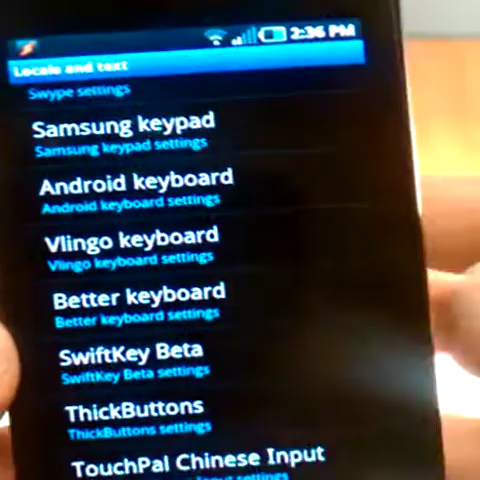 2:36 PM
Locale and text
Swype settings
Samsung keypad
Samsung keypad settings
Android keyboard
Android keyboard settings
Vlingo keyboard
Vlingo keyboard settings
Better keyboard
Better keyboard settings
SwiftKey Beta
SwiftKey Beta settings
ThickButtons
ThickButtons settings
TouchPal Chinese Input
settings